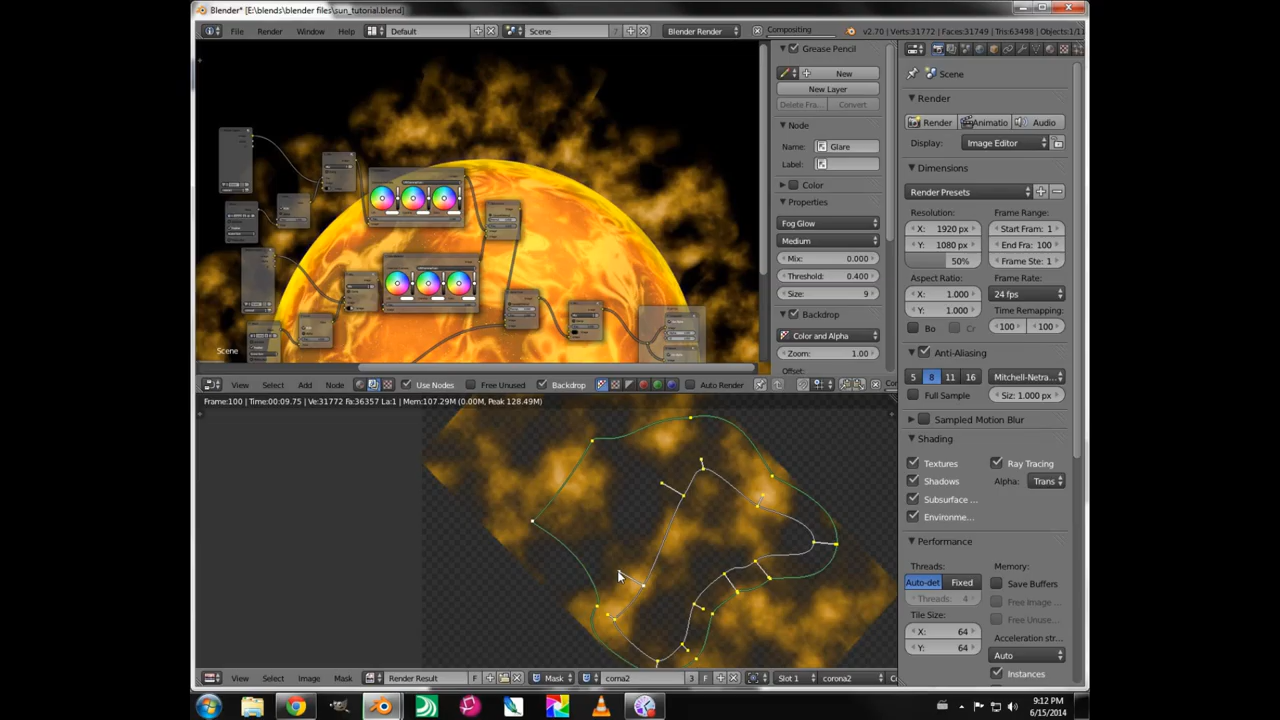 Blender* [E:\blends\blender files\sun_tutorial.blend]
File Render Window Help Default Scene 7 Blender Render Compositing v2.70 | Verts:31772 | Faces:31749 | Tris:63498 | Objects:1/11
Grease Pencil
New
New Layer
Delete Fra... Convert
Node
Name: Glare
Label:
Color
Properties
Fog Glow
Medium
Mix: 0.000
Threshold: 0.400
Size: 9
Backdrop
Color and Alpha
Zoom: 1.00
Offset:
Scene
Render
Render Animatio Audio
Display: Image Editor
Dimensions
Render Presets
Resolution: Frame Range:
X: 1920 px Start Fram: 1
Y: 1080 px End Fra: 100
50% Frame Ste: 1
Aspect Ratio: Frame Rate:
X: 1.000 24 fps
Y: 1.000 Time Remapping:
Bo Cr 100 100
Anti-Aliasing
5 8 11 16 Mitchell-Netra...
Full Sample Siz: 1.000 px
Sampled Motion Blur
Shading
Textures Ray Tracing
Shadows Alpha: Trans
Subsurface ...
Environme...
Performance
Threads: Memory:
Auto-det Fixed Save Buffers
Threads: 4 Free Image ...
Tile Size: Free Unuse...
X: 64 Acceleration str...
Y: 64 Auto
Instances
View Select Add Node Use Nodes Free Unused Backdrop Auto Render
Frame:100 | Time:00:09.75 | Ve:31772 Fa:36357 La:1 | Mem:107.29M (0.00M, Peak 128.49M)
View Select Image Mask Render Result F Mask corna2 3 F Slot 1 corona2
9:12 PM
6/15/2014